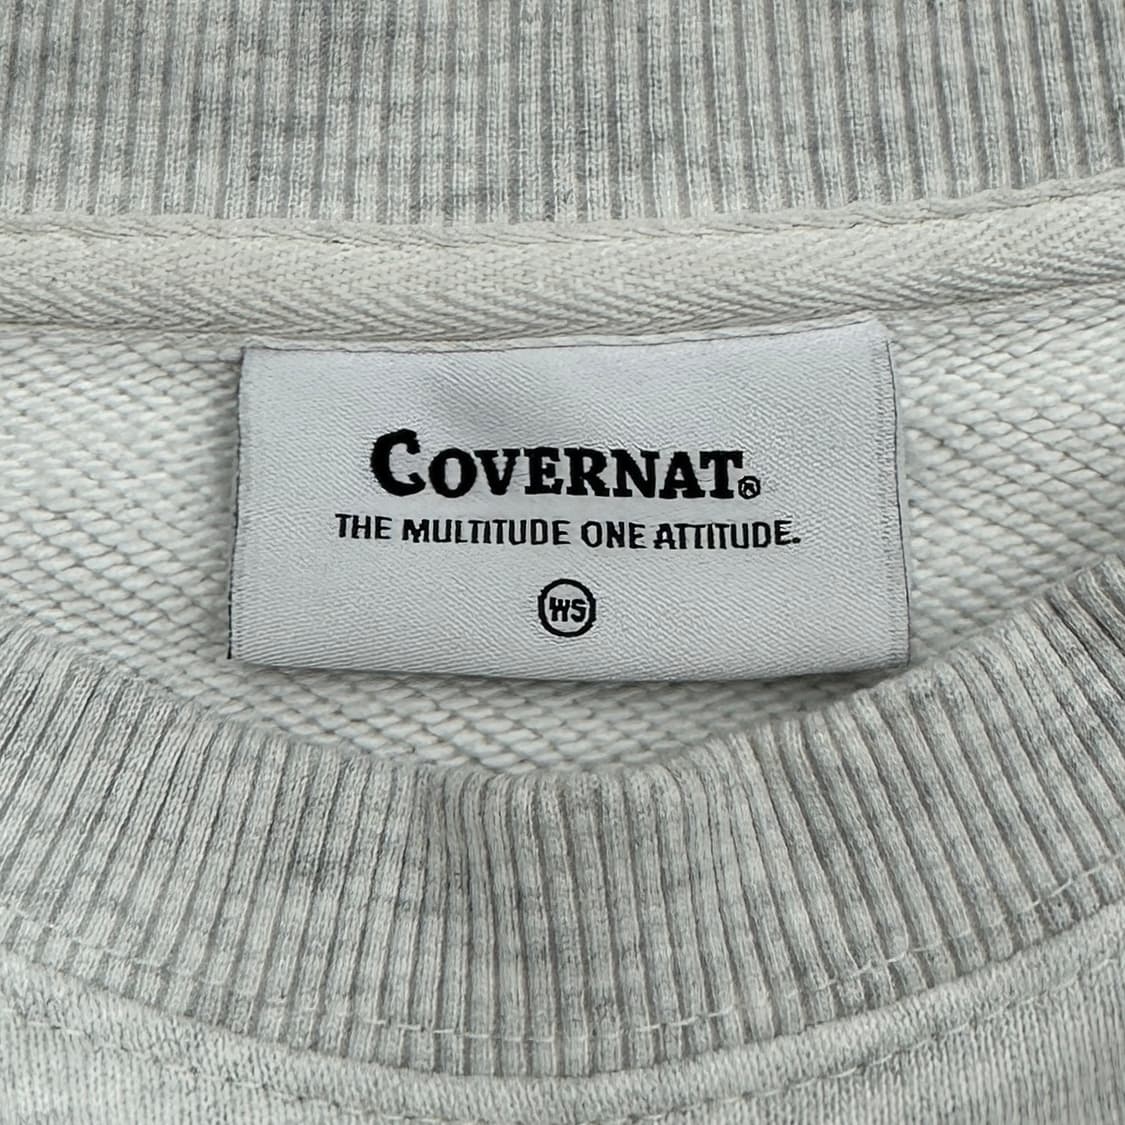 COVERNAT®
THE MULTITUDE ONE ATTITUDE.
WS